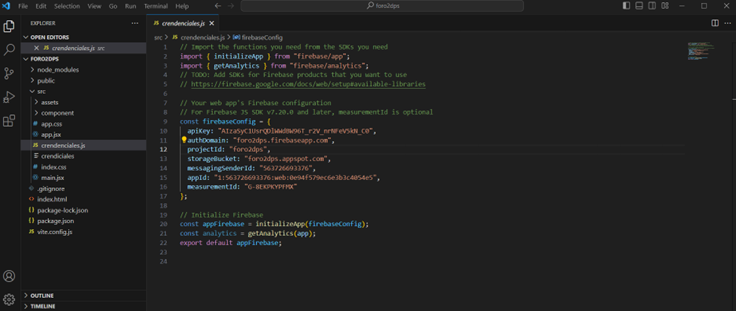 File Edit Selection View Go Run Terminal Help
foro2dps
EXPLORER
OPEN EDITORS
JS crendenciales.js src
FORO2DPS
node_modules
public
src
assets
component
app.css
app.jsx
crendenciales.js
crendiciales
index.css
main.jsx
.gitignore
index.html
package-lock.json
package.json
vite.config.js
OUTLINE
TIMELINE
JS crendenciales.js
src > JS crendenciales.js > firebaseConfig
1 // Import the functions you need from the SDKs you need
2 import { initializeApp } from "firebase/app";
3 import { getAnalytics } from "firebase/analytics";
4 // TODO: Add SDKs for Firebase products that you want to use
5 // https://firebase.google.com/docs/web/setup#available-libraries
6
7 // Your web app's Firebase configuration
8 // For Firebase JS SDK v7.20.0 and later, measurementId is optional
9 const firebaseConfig = {
10 apiKey:
11 authDomain: "foro2dps.firebaseapp.com",
12 projectId: "foro2dps",
13 storageBucket: "foro2dps.appspot.com",
14 messagingSenderId: "563726693376",
15 appId: "1:563726693376:web:0e94f579ec6e3b3c4054e5",
16 measurementId: "G-8EKPKYPFMX"
17 };
18
19 // Initialize Firebase
20 const appFirebase = initializeApp(firebaseConfig);
21 const analytics = getAnalytics(app);
22 export default appFirebase;
23
24